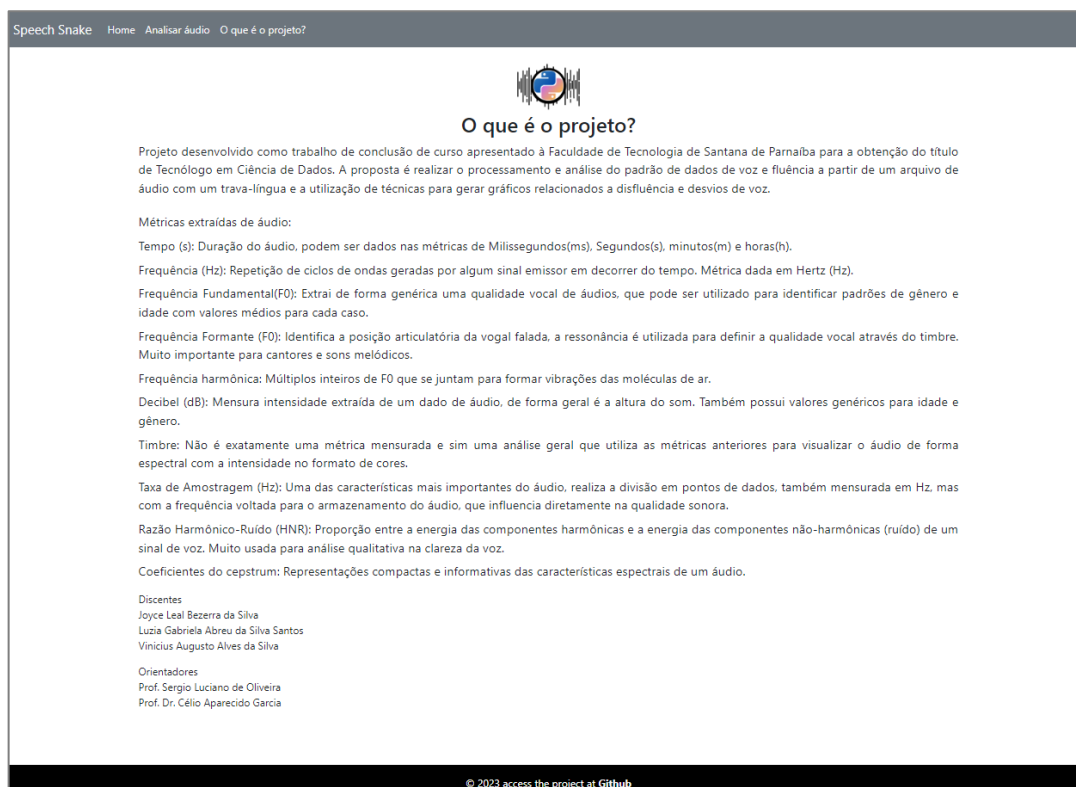 Speech Snake Home Analisar áudio O que é o projeto?
O que é o projeto?
Projeto desenvolvido como trabalho de conclusão de curso apresentado à Faculdade de Tecnologia de Santana de Parnaíba para a obtenção do título
de Tecnólogo em Ciência de Dados. A proposta é realizar o processamento e análise do padrão de dados de voz e fluência a partir de um arquivo de
áudio com um trava-língua e a utilização de técnicas para gerar gráficos relacionados a disfluência e desvios de voz.
Métricas extraídas de áudio:
Tempo (s): Duração do áudio, podem ser dados nas métricas de Milissegundos(ms), Segundos(s), minutos(m) e horas(h).
Frequência (Hz): Repetição de ciclos de ondas geradas por algum sinal emissor em decorrer do tempo. Métrica dada em Hertz (Hz).
Frequência Fundamental(F0): Extrai de forma genérica uma qualidade vocal de áudios, que pode ser utilizado para identificar padrões de gênero e
idade com valores médios para cada caso.
Frequência Formante (F0): Identifica a posição articulatória da vogal falada, a ressonância é utilizada para definir a qualidade vocal através do timbre.
Muito importante para cantores e sons melódicos.
Frequência harmônica: Múltiplos inteiros de F0 que se juntam para formar vibrações das moléculas de ar.
Decibel (dB): Mensura intensidade extraída de um dado de áudio, de forma geral é a altura do som. Também possui valores genéricos para idade e
gênero.
Timbre: Não é exatamente uma métrica mensurada e sim uma análise geral que utiliza as métricas anteriores para visualizar o áudio de forma
espectral com a intensidade no formato de cores.
Taxa de Amostragem (Hz): Uma das características mais importantes do áudio, realiza a divisão em pontos de dados, também mensurada em Hz, mas
com a frequência voltada para o armazenamento do áudio, que influencia diretamente na qualidade sonora.
Razão Harmônico-Ruído (HNR): Proporção entre a energia das componentes harmônicas e a energia das componentes não-harmônicas (ruído) de um
sinal de voz. Muito usada para análise qualitativa na clareza da voz.
Coeficientes do cepstrum: Representações compactas e informativas das características espectrais de um áudio.
Discentes
Joyce Leal Bezerra da Silva
Luzia Gabriela Abreu da Silva Santos
Vinicius Augusto Alves da Silva
Orientadores
Prof. Sergio Luciano de Oliveira
Prof. Dr. Célio Aparecido Garcia
© 2023 access the project at Github